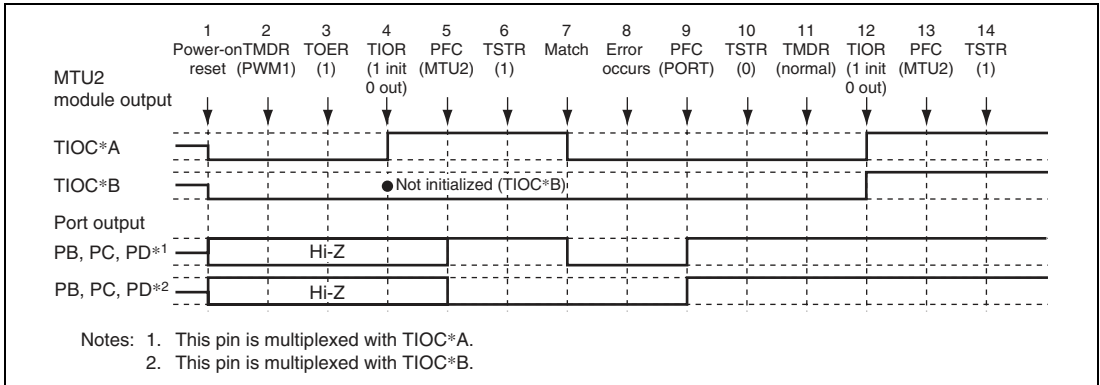 1 2 3 4 5 6 7 8 9 10 11 12 13 14
Power-on TMDR TOER TIOR PFC TSTR Match Error PFC TSTR TMDR TIOR PFC TSTR
reset (PWM1) (1) (1 init (MTU2) (1) occurs (PORT) (0) (normal) (1 init (MTU2) (1)
0 out) 0 out)
MTU2
module output
TIOC*A
TIOC*B
●Not initialized (TIOC*B)
Port output
PB, PC, PD*1
Hi-Z
PB, PC, PD*2
Hi-Z
Notes: 1. This pin is multiplexed with TIOC*A.
2. This pin is multiplexed with TIOC*B.